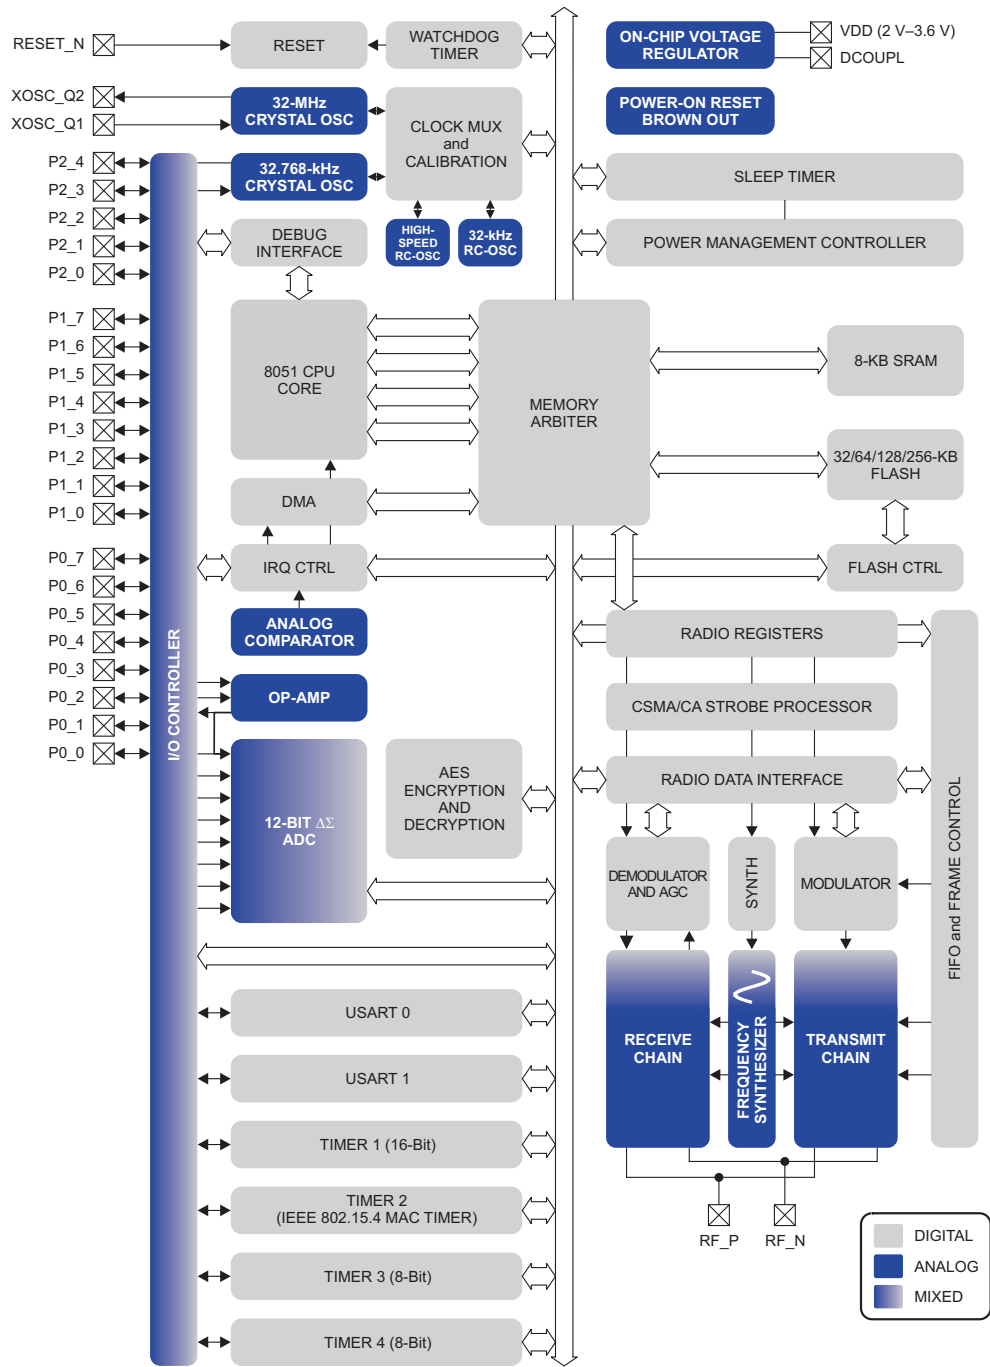 RESET_N
RESET
WATCHDOG
TIMER
ON-CHIP VOLTAGE
REGULATOR
VDD (2 V–3.6 V)
DCOUPL
XOSC_Q2
XOSC_Q1
32-MHz
CRYSTAL OSC
CLOCK MUX
and
CALIBRATION
POWER-ON RESET
BROWN OUT
P2_4
P2_3
P2_2
P2_1
P2_0
32.768-kHz
CRYSTAL OSC
SLEEP TIMER
DEBUG
INTERFACE
HIGH-
SPEED
RC-OSC
32-kHz
RC-OSC
POWER MANAGEMENT CONTROLLER
P1_7
P1_6
P1_5
P1_4
P1_3
P1_2
P1_1
P1_0
8051 CPU
CORE
MEMORY
ARBITER
8-KB SRAM
32/64/128/256-KB
FLASH
DMA
IRQ CTRL
FLASH CTRL
P0_7
P0_6
P0_5
P0_4
P0_3
P0_2
P0_1
P0_0
I/O CONTROLLER
ANALOG
COMPARATOR
RADIO REGISTERS
OP-AMP
CSMA/CA STROBE PROCESSOR
12-BIT ΔΣ
ADC
AES
ENCRYPTION
AND
DECRYPTION
RADIO DATA INTERFACE
FIFO and FRAME CONTROL
DEMODULATOR
AND AGC
SYNTH
MODULATOR
RECEIVE
CHAIN
FREQUENCY
SYNTHESIZER
TRANSMIT
CHAIN
USART 0
USART 1
TIMER 1 (16-Bit)
TIMER 2
(IEEE 802.15.4 MAC TIMER)
TIMER 3 (8-Bit)
TIMER 4 (8-Bit)
RF_P
RF_N
DIGITAL
ANALOG
MIXED